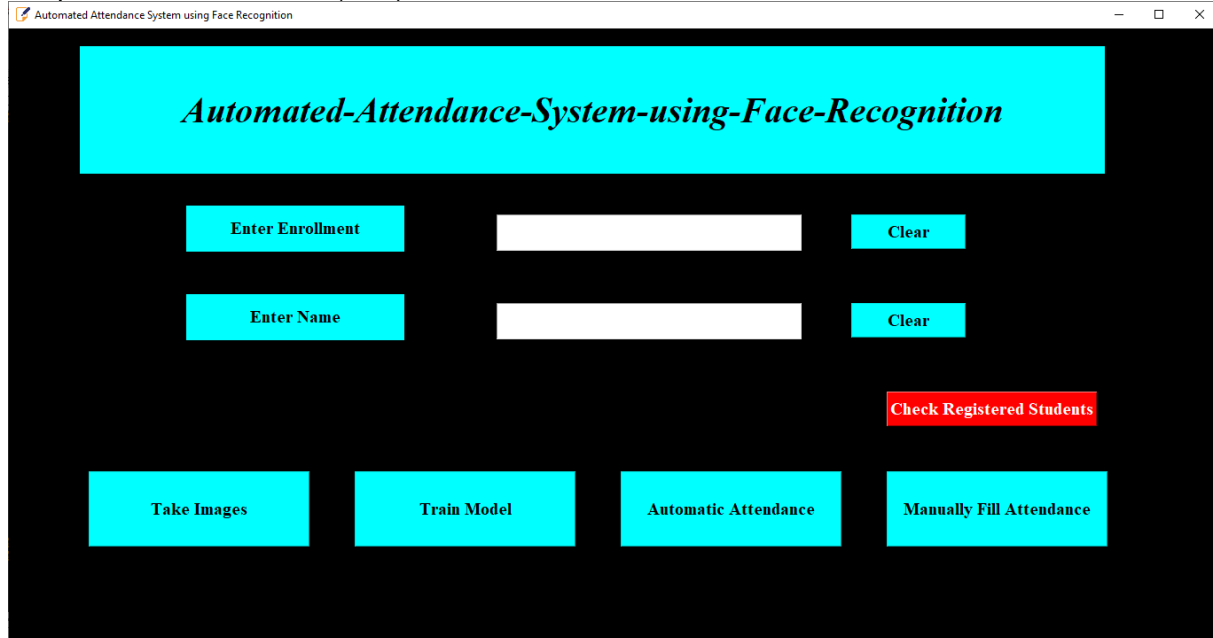 Automated Attendance System using Face Recognition
Automated-Attendance-System-using-Face-Recognition
Enter Enrollment
Clear
Enter Name
Clear
Check Registered Students
Take Images
Train Model
Automatic Attendance
Manually Fill Attendance